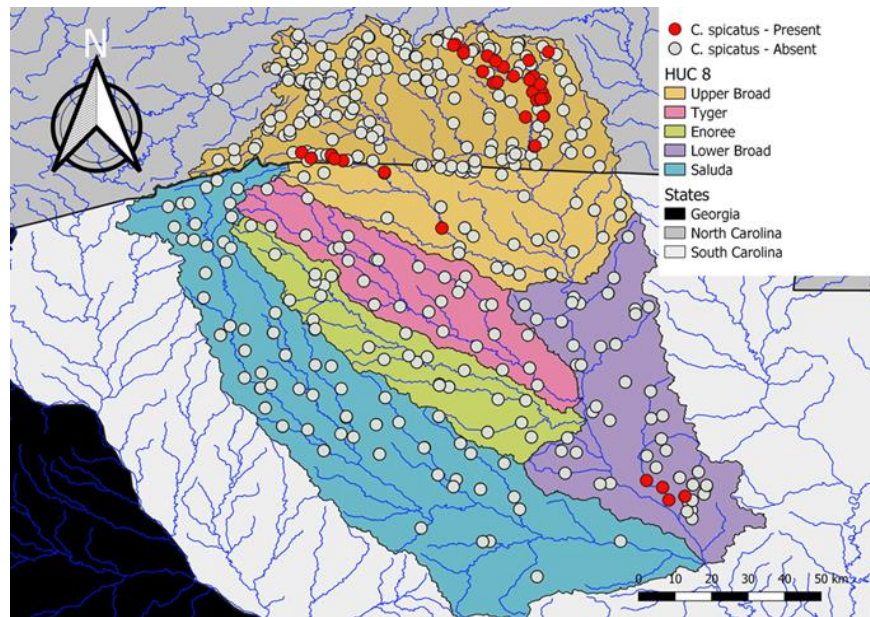 N
C. spicatus - Present
C. spicatus - Absent
HUC 8
Upper Broad
Tyger
Enoree
Lower Broad
Saluda
States
Georgia
North Carolina
South Carolina
0 10 20 30 40 50 km